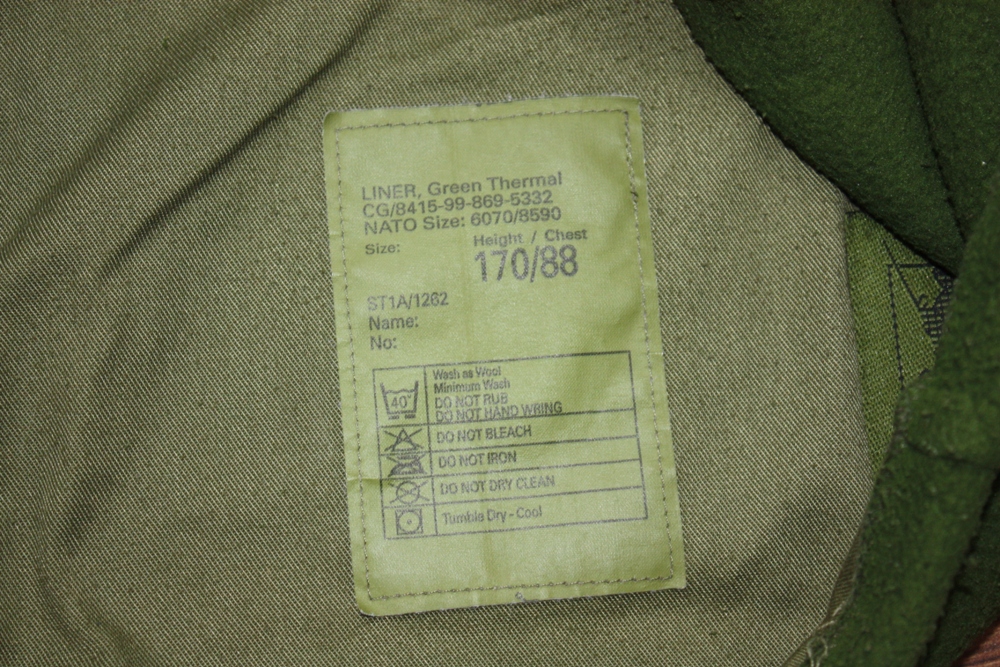 LINER, Green Thermal
CG/8415-99-869-5332
NATO Size: 6070/8590
Size: Height / Chest
170/88
ST1A/1262
Name:
No:
40°
Wash as Wool
Minimum Wash
DO NOT RUB
DO NOT HAND WRING
DO NOT BLEACH
DO NOT IRON
DO NOT DRY CLEAN
Tumble Dry - Cool